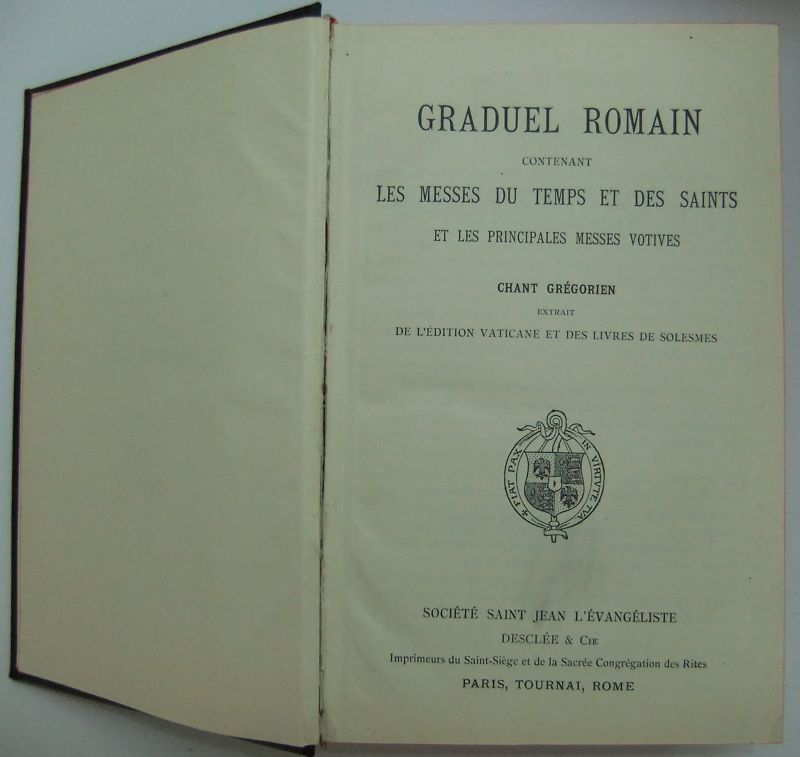 GRADUEL ROMAIN
CONTENANT
LES MESSES DU TEMPS ET DES SAINTS
ET LES PRINCIPALES MESSES VOTIVES
CHANT GRÉGORIEN
EXTRAIT
DE L'ÉDITION VATICANE ET DES LIVRES DE SOLESMES
✠ FIAT PAX IN VIRTVTE TVA
SOCIÉTÉ SAINT JEAN L'ÉVANGÉLISTE
DESCLÉE & CIE
Imprimeurs du Saint-Siège et de la Sacrée Congrégation des Rites
PARIS, TOURNAI, ROME